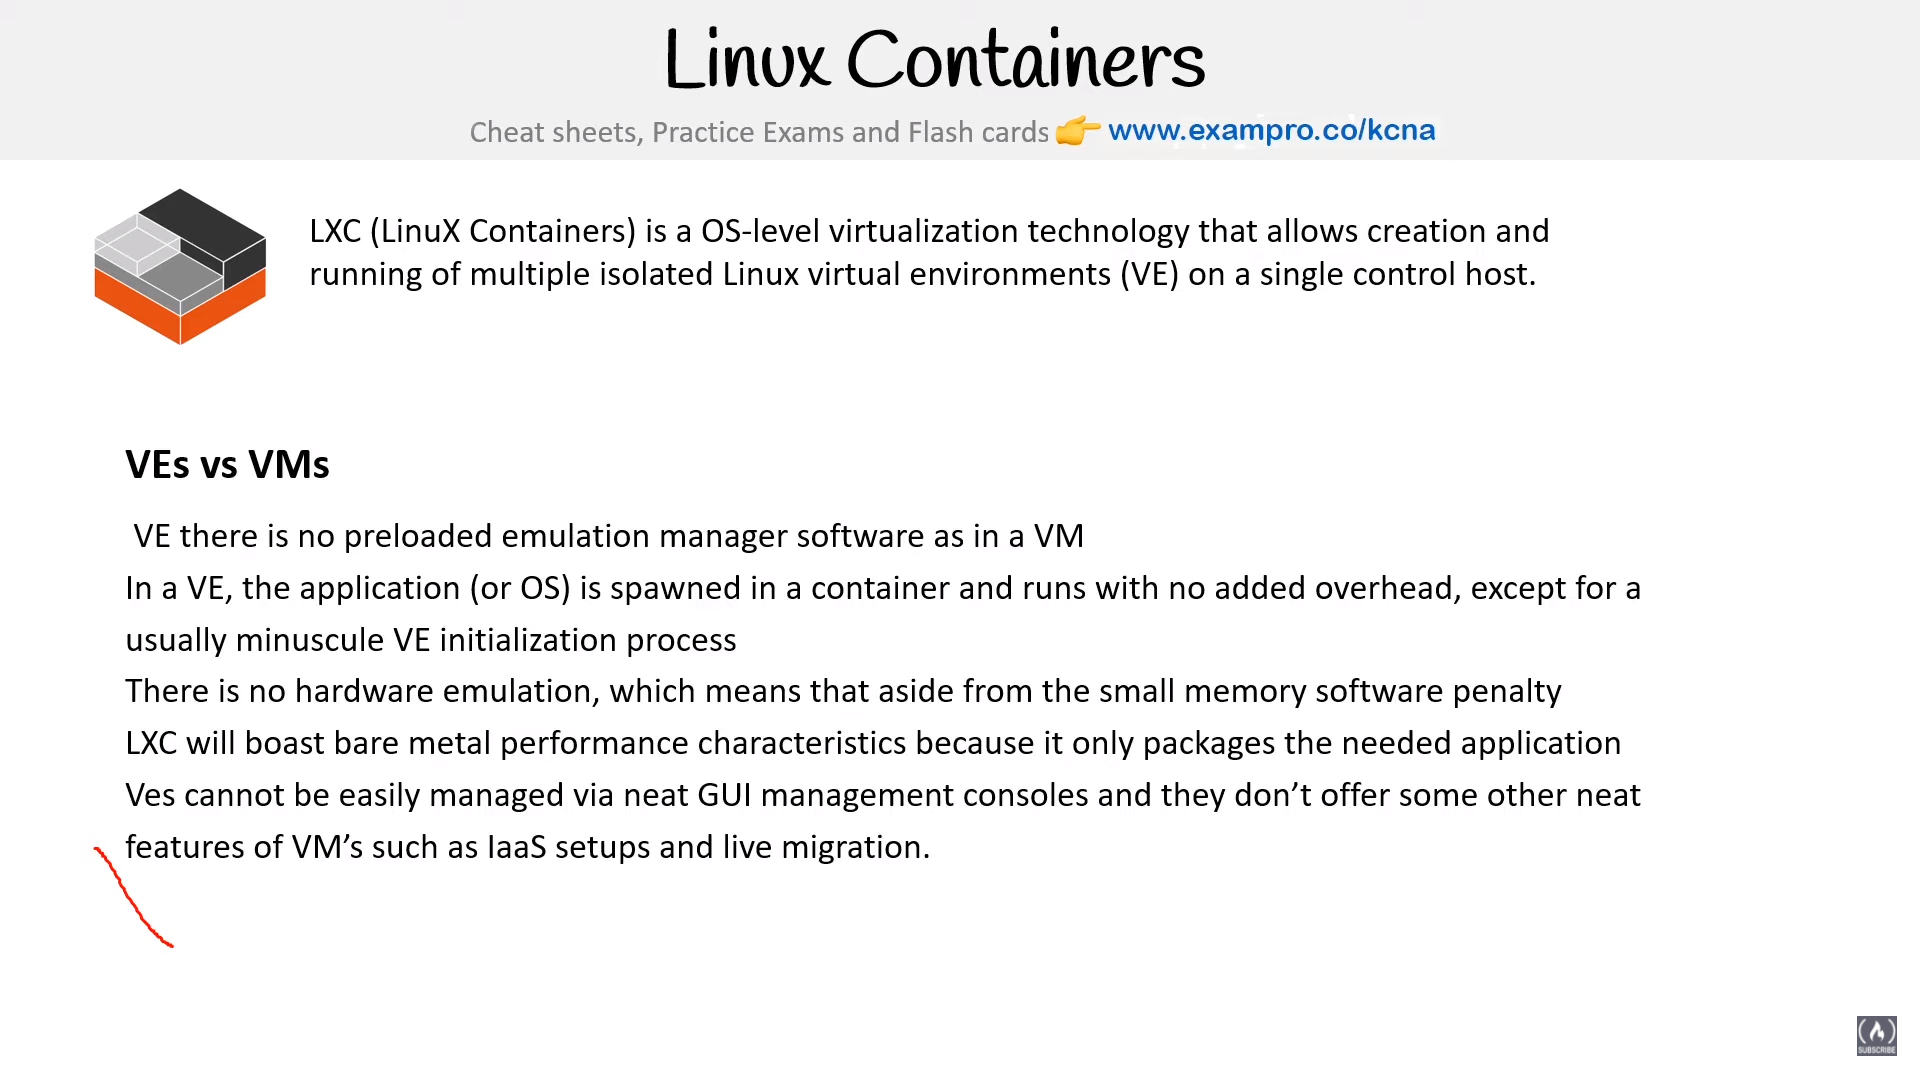 Linux Containers
Cheat sheets, Practice Exams and Flash cards 👉 www.exampro.co/kcna
LXC (LinuX Containers) is a OS-level virtualization technology that allows creation and
running of multiple isolated Linux virtual environments (VE) on a single control host.
VEs vs VMs
VE there is no preloaded emulation manager software as in a VM
In a VE, the application (or OS) is spawned in a container and runs with no added overhead, except for a
usually minuscule VE initialization process
There is no hardware emulation, which means that aside from the small memory software penalty
LXC will boast bare metal performance characteristics because it only packages the needed application
Ves cannot be easily managed via neat GUI management consoles and they don’t offer some other neat
features of VM’s such as IaaS setups and live migration.
SUBSCRIBE